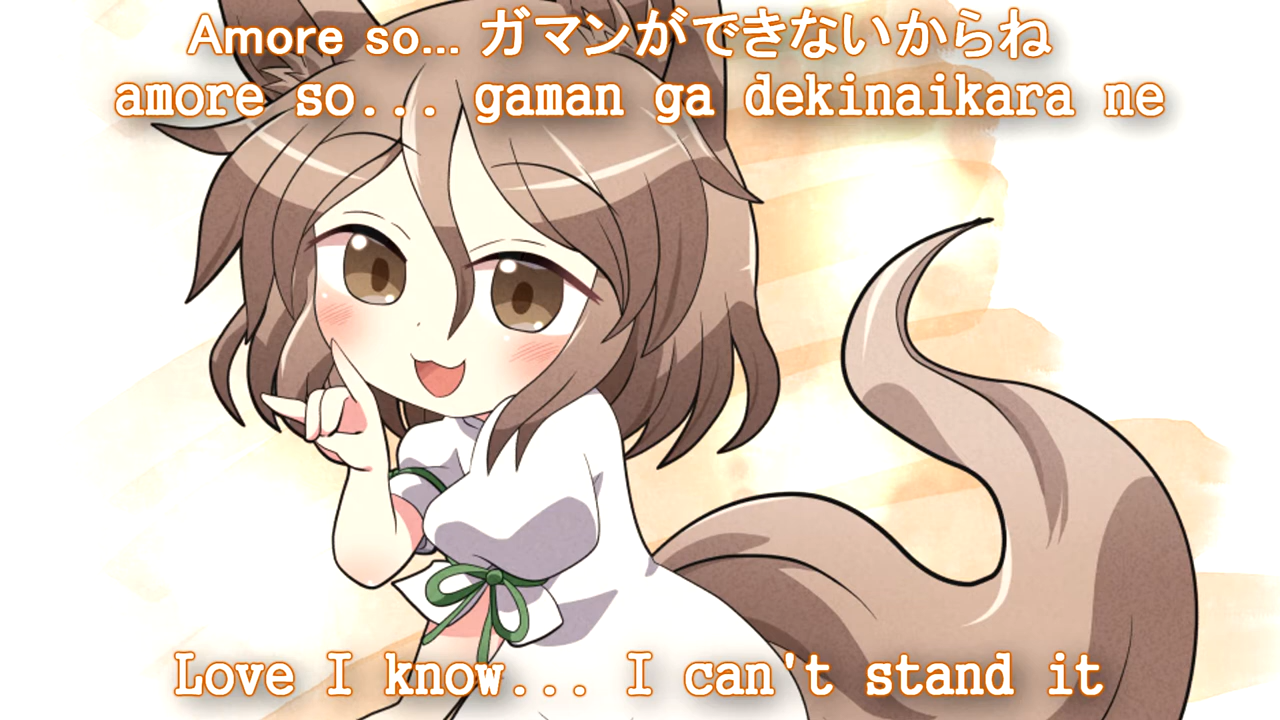 Amore so... ガマンができないからね
amore so... gaman ga dekinaikara ne
Love I know... I can't stand it